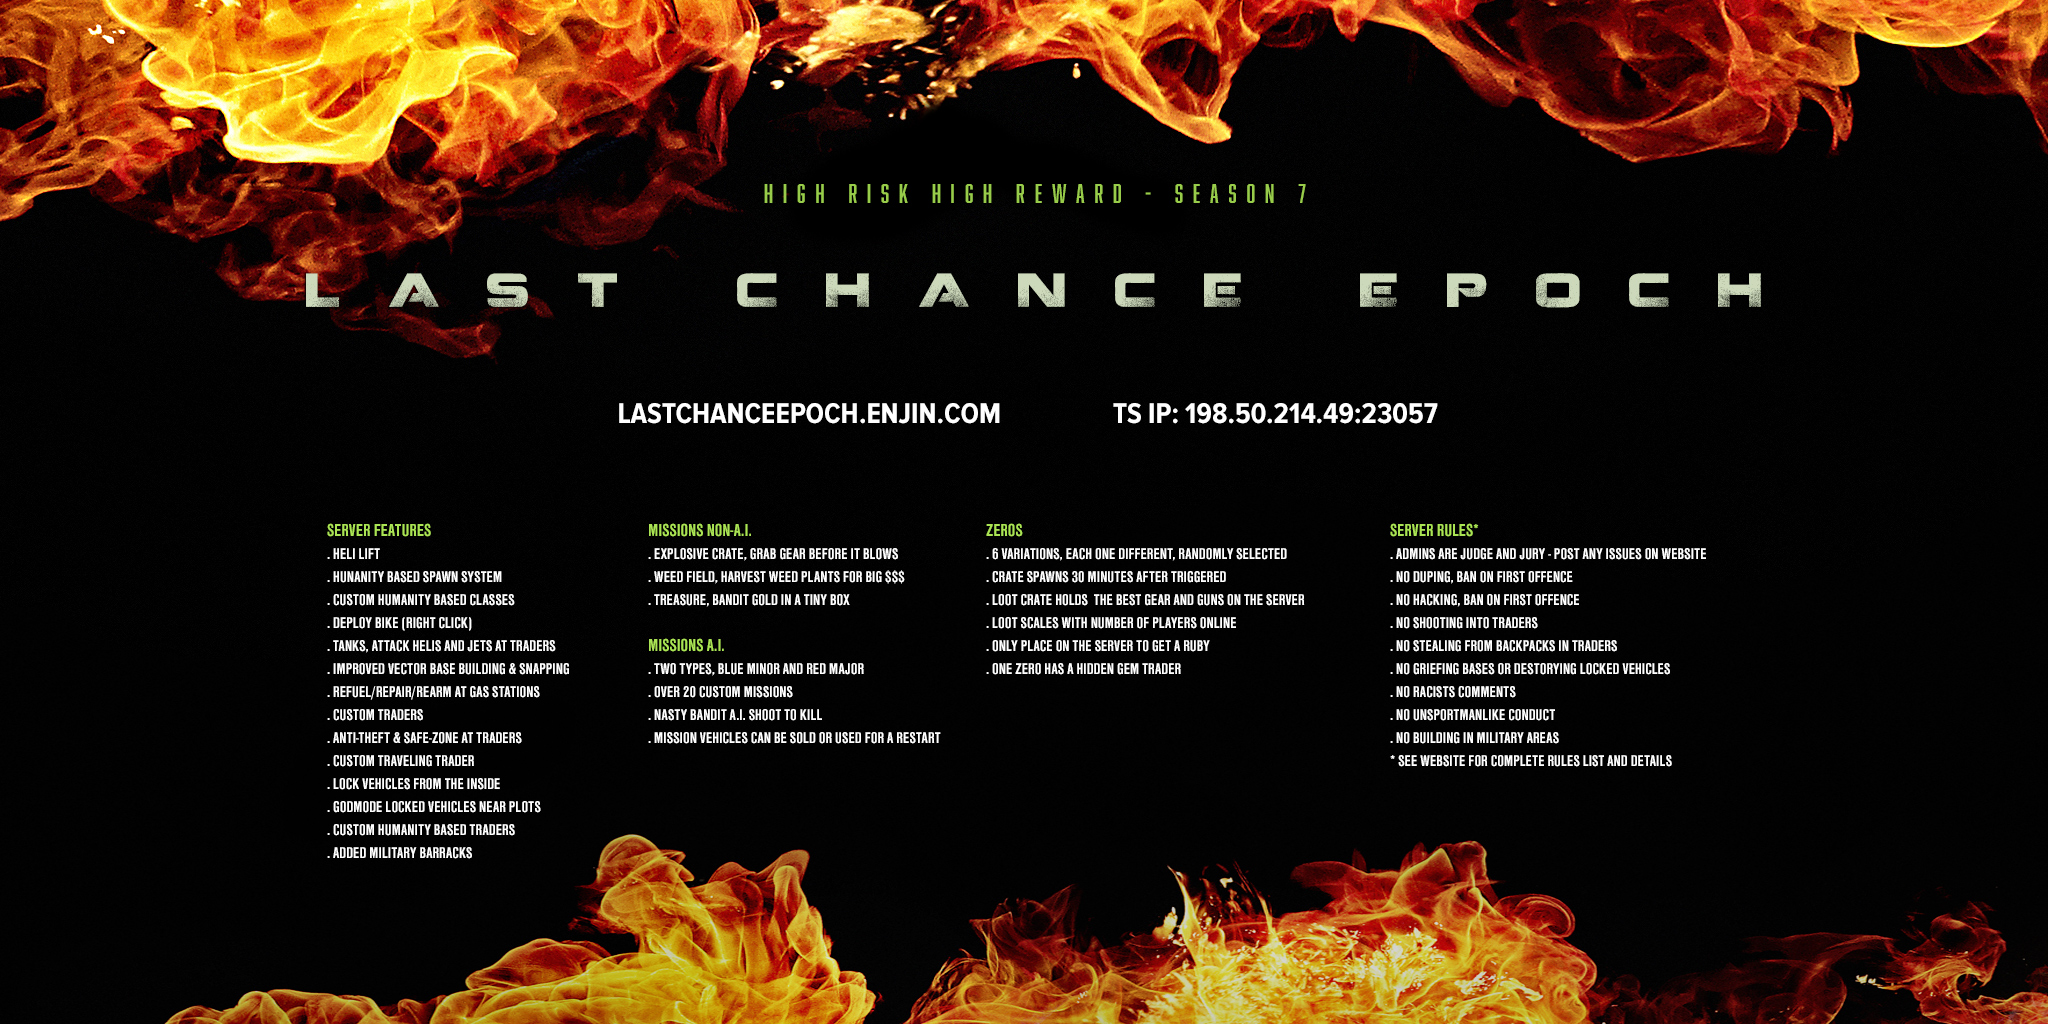 HIGH RISK HIGH REWARD - SEASON 7
LAST CHANCE EPOCH
LASTCHANCEEPOCH.ENJIN.COM
TS IP: 198.50.214.49:23057
SERVER FEATURES
. HELI LIFT
. HUNANITY BASED SPAWN SYSTEM
. CUSTOM HUMANITY BASED CLASSES
. DEPLOY BIKE (RIGHT CLICK)
. TANKS, ATTACK HELIS AND JETS AT TRADERS
. IMPROVED VECTOR BASE BUILDING & SNAPPING
. REFUEL/REPAIR/REARM AT GAS STATIONS
. CUSTOM TRADERS
. ANTI-THEFT & SAFE-ZONE AT TRADERS
. CUSTOM TRAVELING TRADER
. LOCK VEHICLES FROM THE INSIDE
. GODMODE LOCKED VEHICLES NEAR PLOTS
. CUSTOM HUMANITY BASED TRADERS
. ADDED MILITARY BARRACKS
MISSIONS NON-A.I.
. EXPLOSIVE CRATE, GRAB GEAR BEFORE IT BLOWS
. WEED FIELD, HARVEST WEED PLANTS FOR BIG $$$
. TREASURE, BANDIT GOLD IN A TINY BOX
MISSIONS A.I.
. TWO TYPES, BLUE MINOR AND RED MAJOR
. OVER 20 CUSTOM MISSIONS
. NASTY BANDIT A.I. SHOOT TO KILL
. MISSION VEHICLES CAN BE SOLD OR USED FOR A RESTART
ZEROS
. 6 VARIATIONS, EACH ONE DIFFERENT, RANDOMLY SELECTED
. CRATE SPAWNS 30 MINUTES AFTER TRIGGERED
. LOOT CRATE HOLDS THE BEST GEAR AND GUNS ON THE SERVER
. LOOT SCALES WITH NUMBER OF PLAYERS ONLINE
. ONLY PLACE ON THE SERVER TO GET A RUBY
. ONE ZERO HAS A HIDDEN GEM TRADER
SERVER RULES*
. ADMINS ARE JUDGE AND JURY - POST ANY ISSUES ON WEBSITE
. NO DUPING, BAN ON FIRST OFFENCE
. NO HACKING, BAN ON FIRST OFFENCE
. NO SHOOTING INTO TRADERS
. NO STEALING FROM BACKPACKS IN TRADERS
. NO GRIEFING BASES OR DESTORYING LOCKED VEHICLES
. NO RACISTS COMMENTS
. NO UNSPORTMANLIKE CONDUCT
. NO BUILDING IN MILITARY AREAS
* SEE WEBSITE FOR COMPLETE RULES LIST AND DETAILS